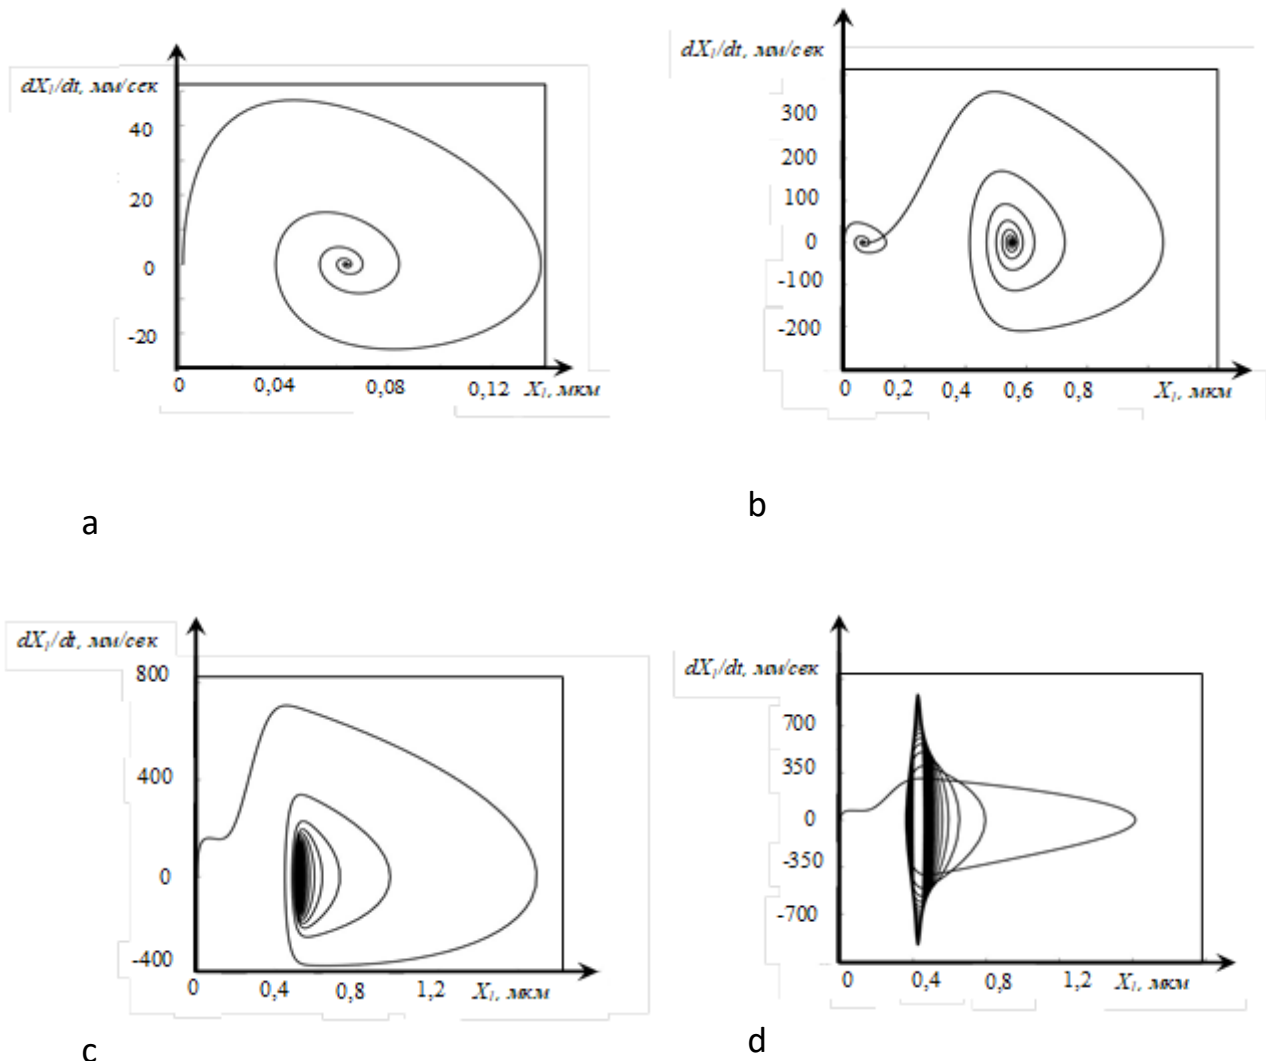 dX₁/dt, мм/сек
40
20
0
-20
0 0,04 0,08 0,12 X₁, мкм
a
dX₁/dt, мм/сек
300
200
100
0
-100
-200
0 0,2 0,4 0,6 0,8 X₁, мкм
b
dX₁/dt, мм/сек
800
400
0
-400
0 0,4 0,8 1,2 X₁, мкм
c
dX₁/dt, мм/сек
700
350
0
-350
-700
0 0,4 0,8 1,2 X₁, мкм
d